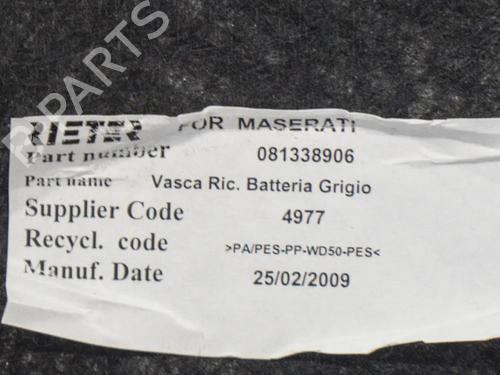 RIETER FOR MASERATI
Part number 081338906
Part name Vasca Ric. Batteria Grigio
Supplier Code 4977
Recycl. code >PA/PES-PP-WD50-PES<
Manuf. Date 25/02/2009
B PARTS